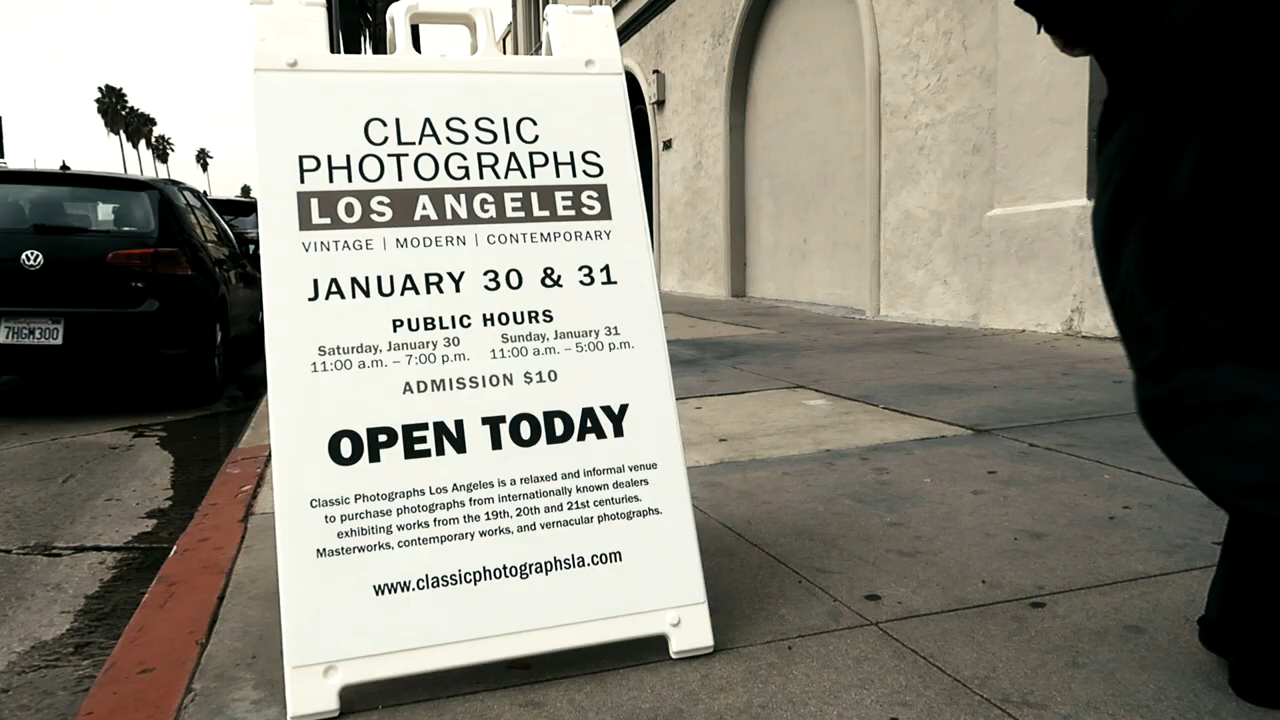 CLASSIC
PHOTOGRAPHS
LOS ANGELES
VINTAGE | MODERN | CONTEMPORARY
JANUARY 30 & 31
PUBLIC HOURS
Saturday, January 30
11:00 a.m. – 7:00 p.m.
Sunday, January 31
11:00 a.m. – 5:00 p.m.
ADMISSION $10
OPEN TODAY
Classic Photographs Los Angeles is a relaxed and informal venue
to purchase photographs from internationally known dealers
exhibiting works from the 19th, 20th and 21st centuries.
Masterworks, contemporary works, and vernacular photographs.
www.classicphotographsla.com
7HGM300